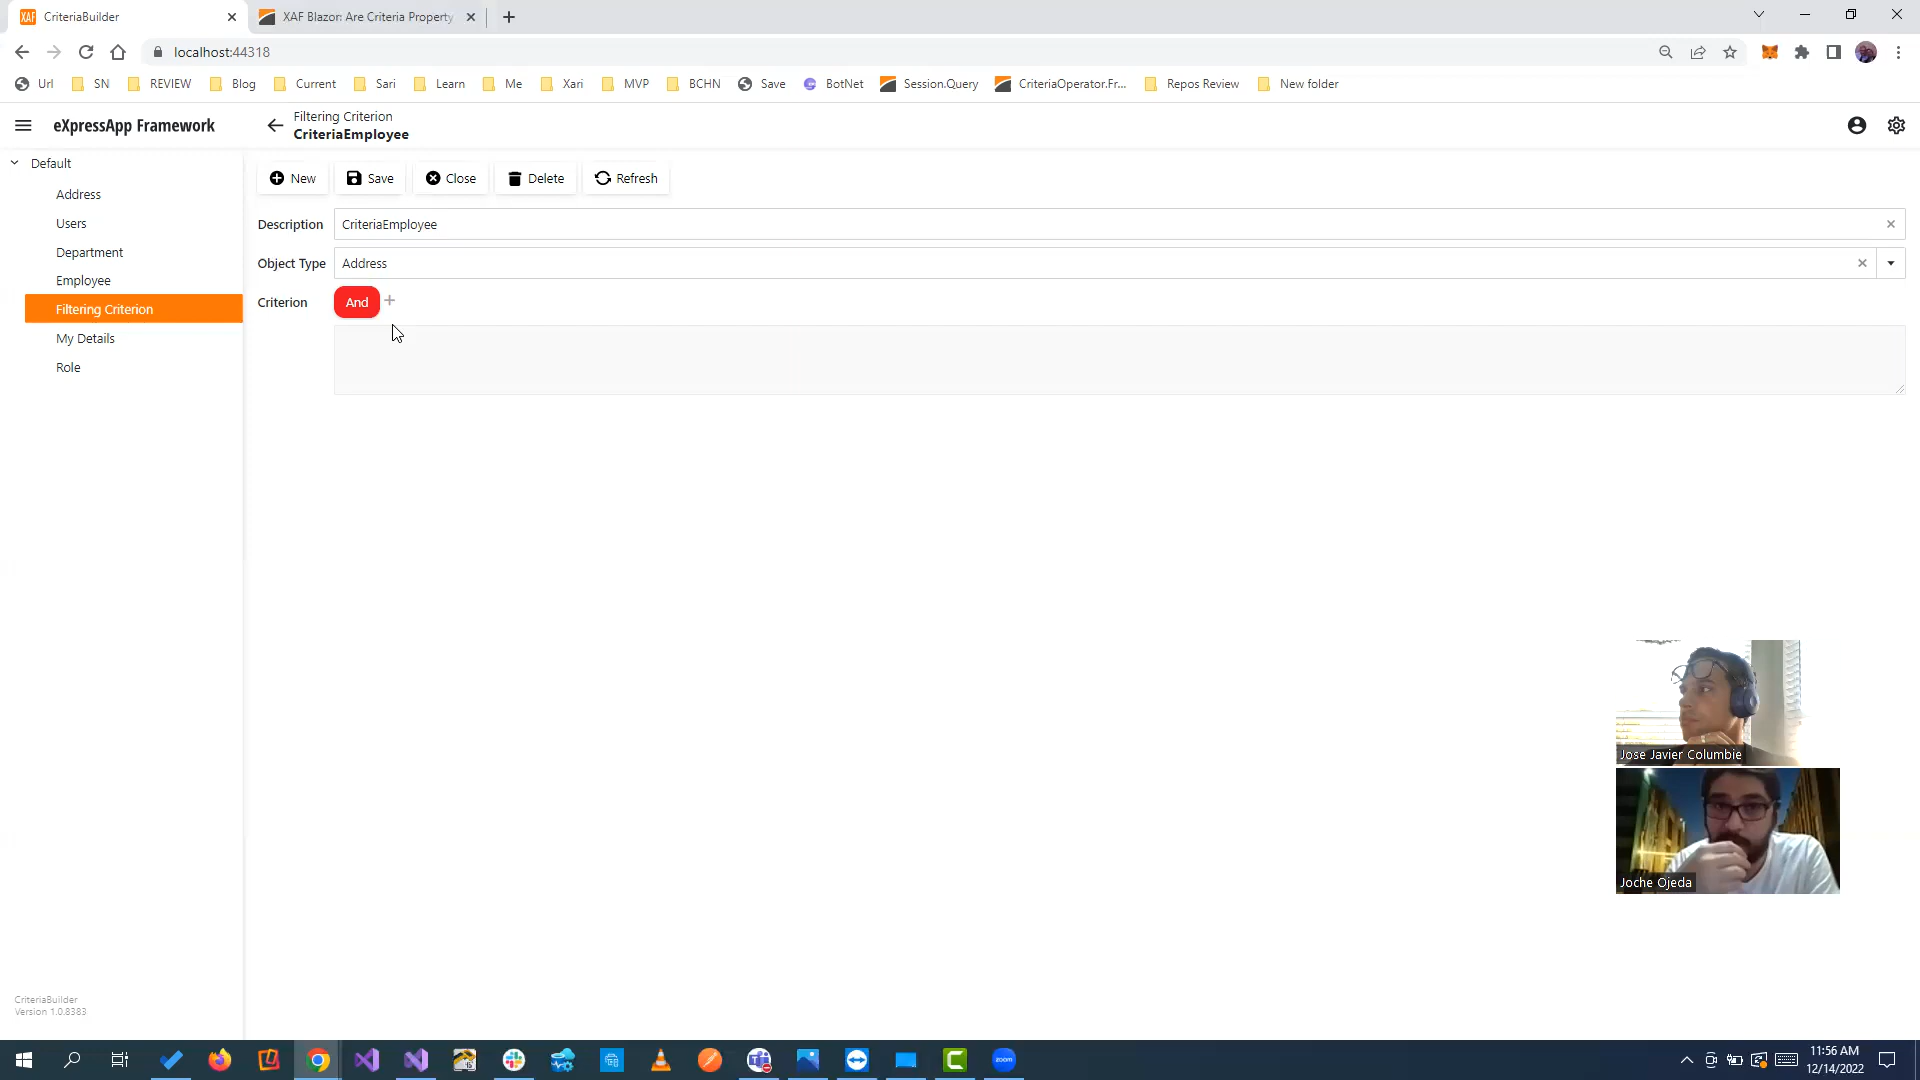 CriteriaBuilder
XAF Blazor: Are Criteria Property
localhost:44318
Url SN REVIEW Blog Current Sari Learn Me Xari MVP BCHN Save BotNet Session.Query CriteriaOperator.Fr... Repos Review New folder
eXpressApp Framework
Filtering Criterion
CriteriaEmployee
Default
Address
Users
Department
Employee
Filtering Criterion
My Details
Role
New Save Close Delete Refresh
Description CriteriaEmployee
Object Type Address
Criterion And
Jose Javier Columbie
Joche Ojeda
CriteriaBuilder
Version 1.0.8383
zoom
11:56 AM
12/14/2022